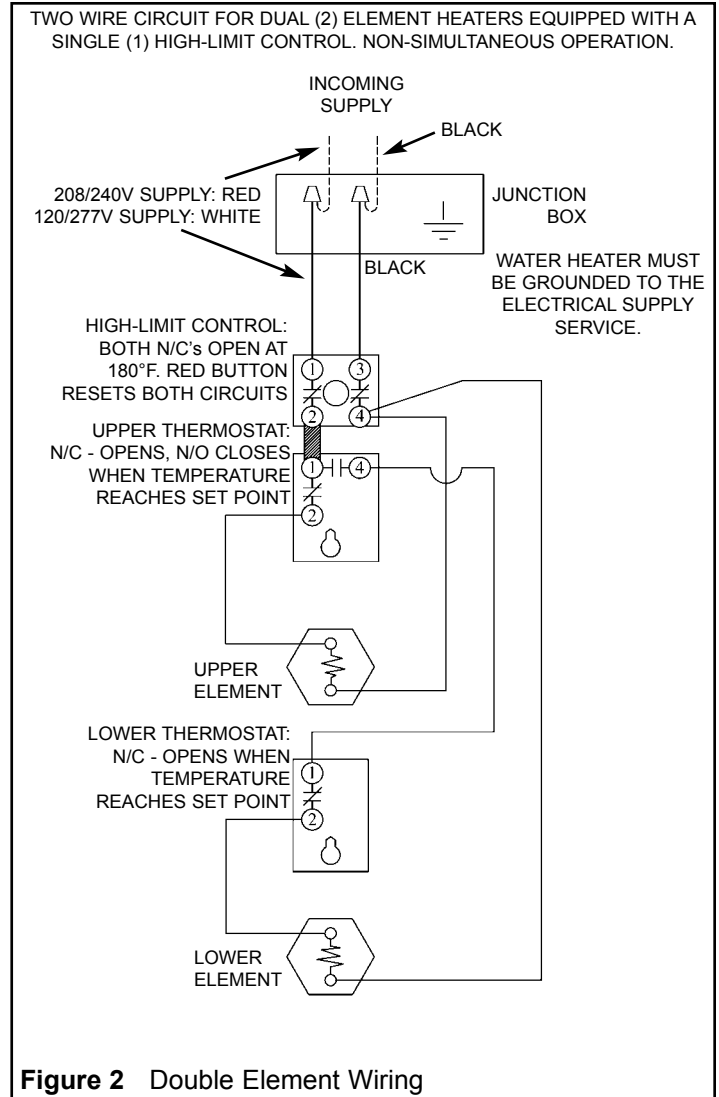 TWO WIRE CIRCUIT FOR DUAL (2) ELEMENT HEATERS EQUIPPED WITH A
SINGLE (1) HIGH-LIMIT CONTROL. NON-SIMULTANEOUS OPERATION.
INCOMING
SUPPLY
BLACK
208/240V SUPPLY: RED
120/277V SUPPLY: WHITE
JUNCTION
BOX
BLACK
WATER HEATER MUST
BE GROUNDED TO THE
ELECTRICAL SUPPLY
SERVICE.
HIGH-LIMIT CONTROL:
BOTH N/C's OPEN AT
180°F. RED BUTTON
RESETS BOTH CIRCUITS
1 3
2 4
UPPER THERMOSTAT:
N/C - OPENS, N/O CLOSES
WHEN TEMPERATURE
REACHES SET POINT
1 4
2
UPPER
ELEMENT
LOWER THERMOSTAT:
N/C - OPENS WHEN
TEMPERATURE
REACHES SET POINT
1
2
LOWER
ELEMENT
Figure 2 Double Element Wiring